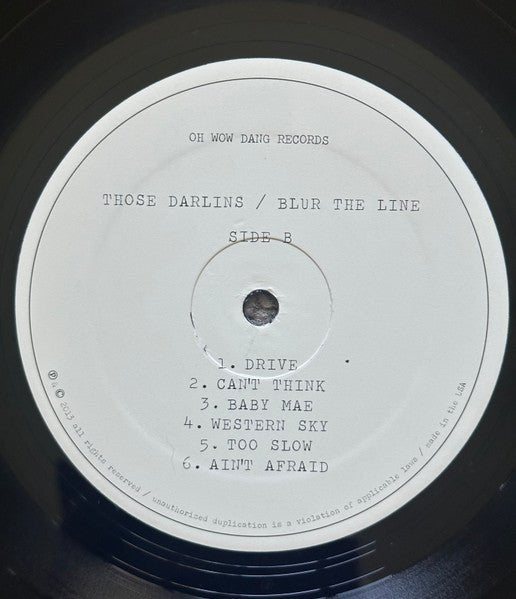 OH WOW DANG RECORDS
THOSE DARLINS / BLUR THE LINE
SIDE B
1. DRIVE
2. CAN'T THINK
3. BABY MAE
4. WESTERN SKY
5. TOO SLOW
6. AIN'T AFRAID
℗ & © 2013 all rights reserved / unauthorized duplication is a violation of applicable laws / made in the USA